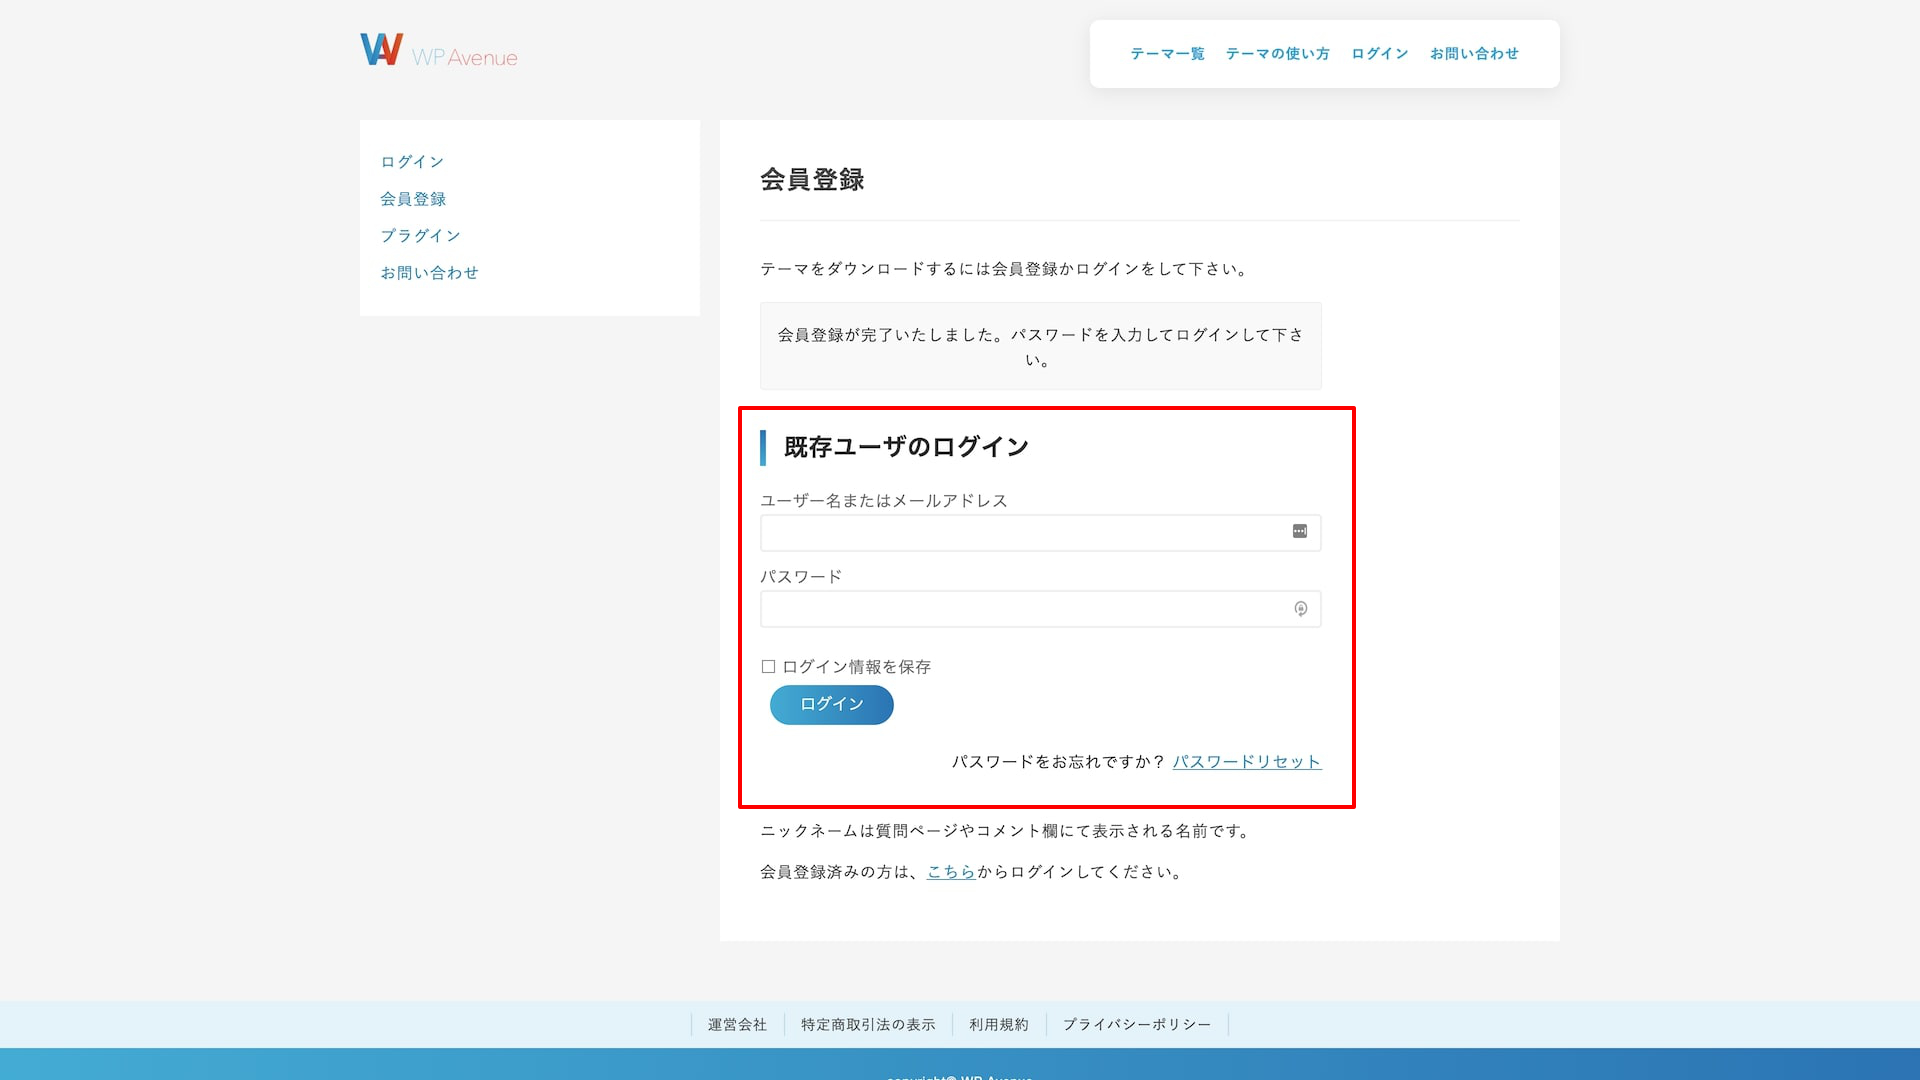 WP Avenue
テーマ一覧 テーマの使い方 ログイン お問い合わせ
ログイン
会員登録
プラグイン
お問い合わせ
会員登録
テーマをダウンロードするには会員登録かログインをして下さい。
会員登録が完了いたしました。パスワードを入力してログインして下さ
い。
既存ユーザのログイン
ユーザー名またはメールアドレス
パスワード
ログイン情報を保存
ログイン
パスワードをお忘れですか？ パスワードリセット
ニックネームは質問ページやコメント欄にて表示される名前です。
会員登録済みの方は、こちらからログインしてください。
運営会社 特定商取引法の表示 利用規約 プライバシーポリシー
copyright© WP Avenue